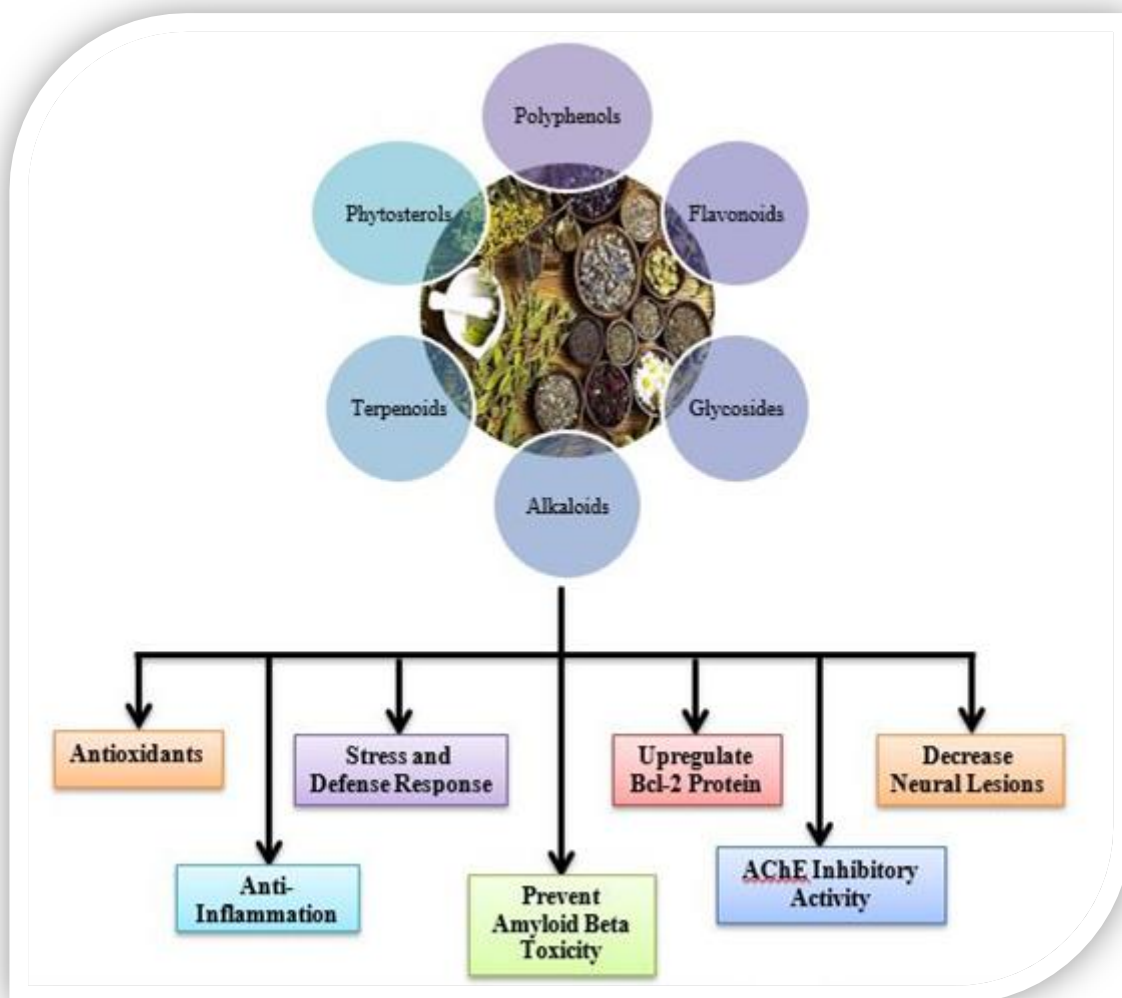 Polyphenols
Phytosterols
Flavonoids
Terpenoids
Glycosides
Alkaloids
Antioxidants
Stress and
Defense Response
Upregulate
Bcl-2 Protein
Decrease
Neural Lesions
Anti-
Inflammation
Prevent
Amyloid Beta
Toxicity
AChE Inhibitory
Activity